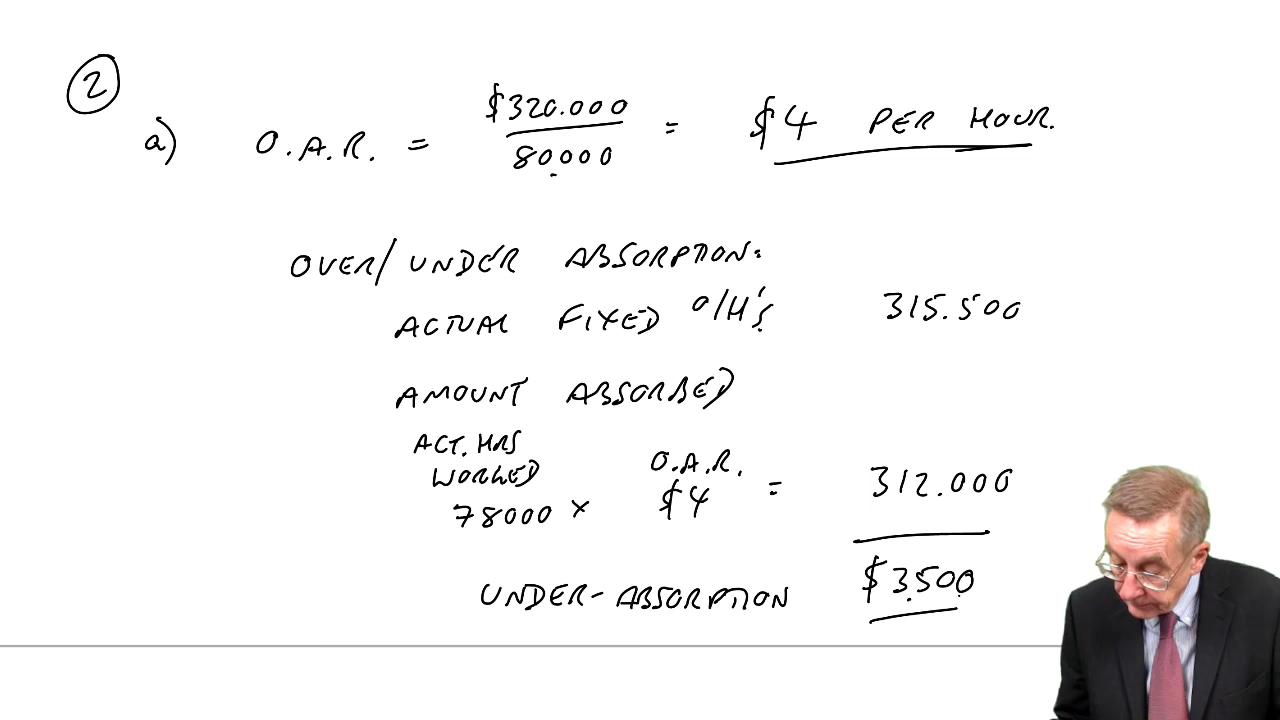 2
a) O.A.R. = $320.000 / 80000 = $4 PER HOUR.
OVER/UNDER ABSORPTION:
ACTUAL FIXED O/H's 315.500
AMOUNT ABSORBED
ACT. HRS
WORKED O.A.R.
78000 × $4 = 312.000
UNDER-ABSORPTION $3.500